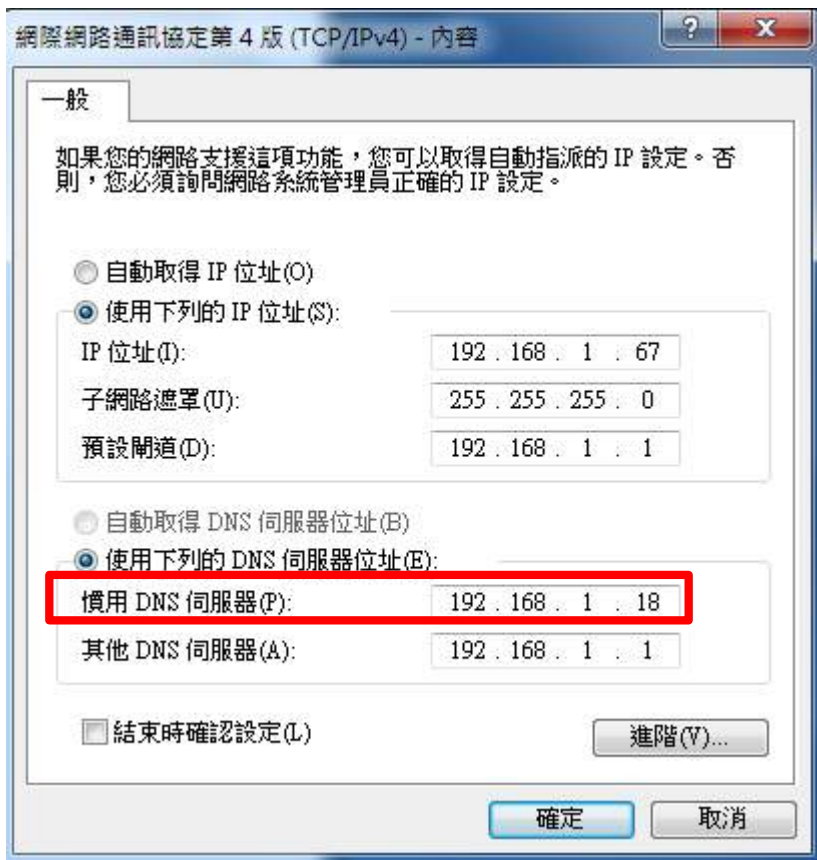 網際網路通訊協定第 4 版 (TCP/IPv4) - 內容
?
X
一般
如果您的網路支援這項功能，您可以取得自動指派的 IP 設定。否
則，您必須詢問網路系統管理員正確的 IP 設定。
自動取得 IP 位址(O)
使用下列的 IP 位址(S):
IP 位址(I): 192 . 168 . 1 . 67
子網路遮罩(U): 255 . 255 . 255 . 0
預設閘道(D): 192 . 168 . 1 . 1
自動取得 DNS 伺服器位址(B)
使用下列的 DNS 伺服器位址(E):
慣用 DNS 伺服器(P): 192 . 168 . 1 . 18
其他 DNS 伺服器(A): 192 . 168 . 1 . 1
結束時確認設定(L)
進階(V)...
確定
取消